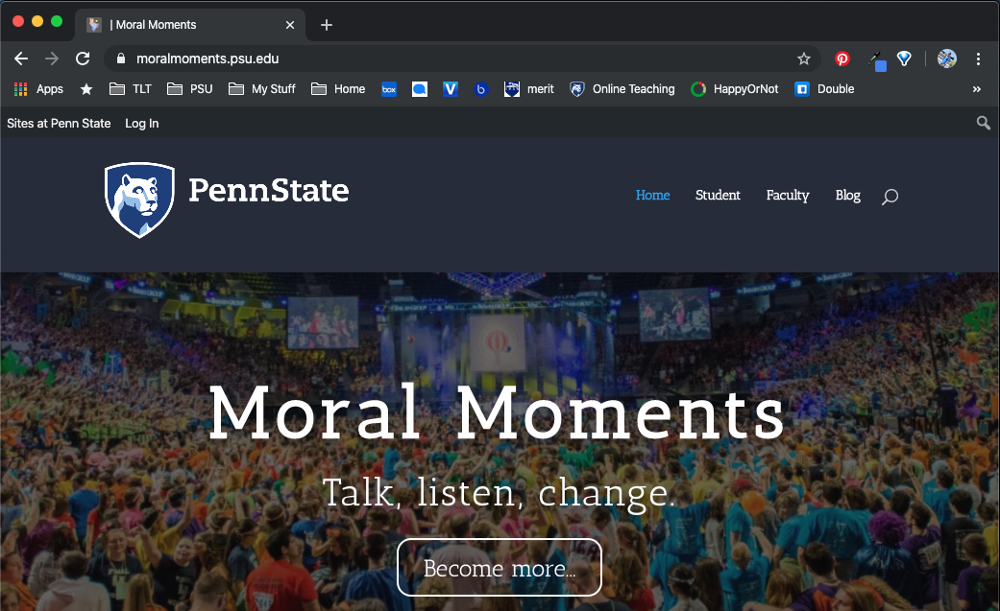 | Moral Moments
moralmoments.psu.edu
Apps TLT PSU My Stuff Home box V b merit Online Teaching HappyOrNot Double »
Sites at Penn State Log In
PennState
Home Student Faculty Blog
Moral Moments
Talk, listen, change.
Become more...